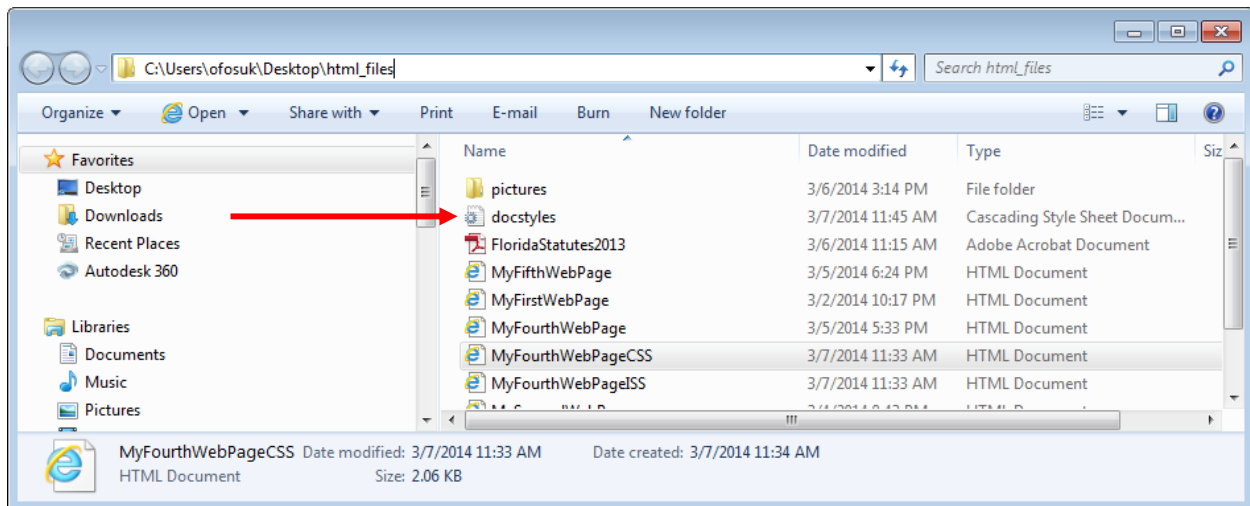 C:\Users\ofosuk\Desktop\html_files Search html_files
Organize Open Share with Print E-mail Burn New folder
Favorites
Desktop
Downloads
Recent Places
Autodesk 360
Libraries
Documents
Music
Pictures
Name Date modified Type Siz
pictures 3/6/2014 3:14 PM File folder
docstyles 3/7/2014 11:45 AM Cascading Style Sheet Docum...
FloridaStatutes2013 3/6/2014 11:15 AM Adobe Acrobat Document
MyFifthWebPage 3/5/2014 6:24 PM HTML Document
MyFirstWebPage 3/2/2014 10:17 PM HTML Document
MyFourthWebPage 3/5/2014 5:33 PM HTML Document
MyFourthWebPageCSS 3/7/2014 11:33 AM HTML Document
MyFourthWebPageISS 3/7/2014 11:33 AM HTML Document
MyFourthWebPageCSS Date modified: 3/7/2014 11:33 AM Date created: 3/7/2014 11:34 AM
HTML Document Size: 2.06 KB